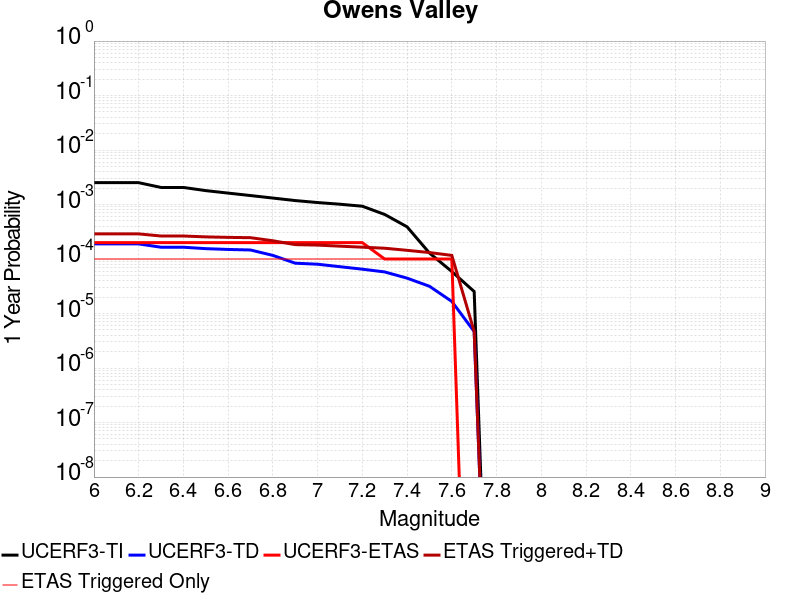 Owens Valley
10^0
10^-1
10^-2
10^-3
10^-4
10^-5
10^-6
10^-7
10^-8
1 Year Probability
6 6.2 6.4 6.6 6.8 7 7.2 7.4 7.6 7.8 8 8.2 8.4 8.6 8.8 9
Magnitude
UCERF3-TI UCERF3-TD UCERF3-ETAS ETAS Triggered+TD
ETAS Triggered Only